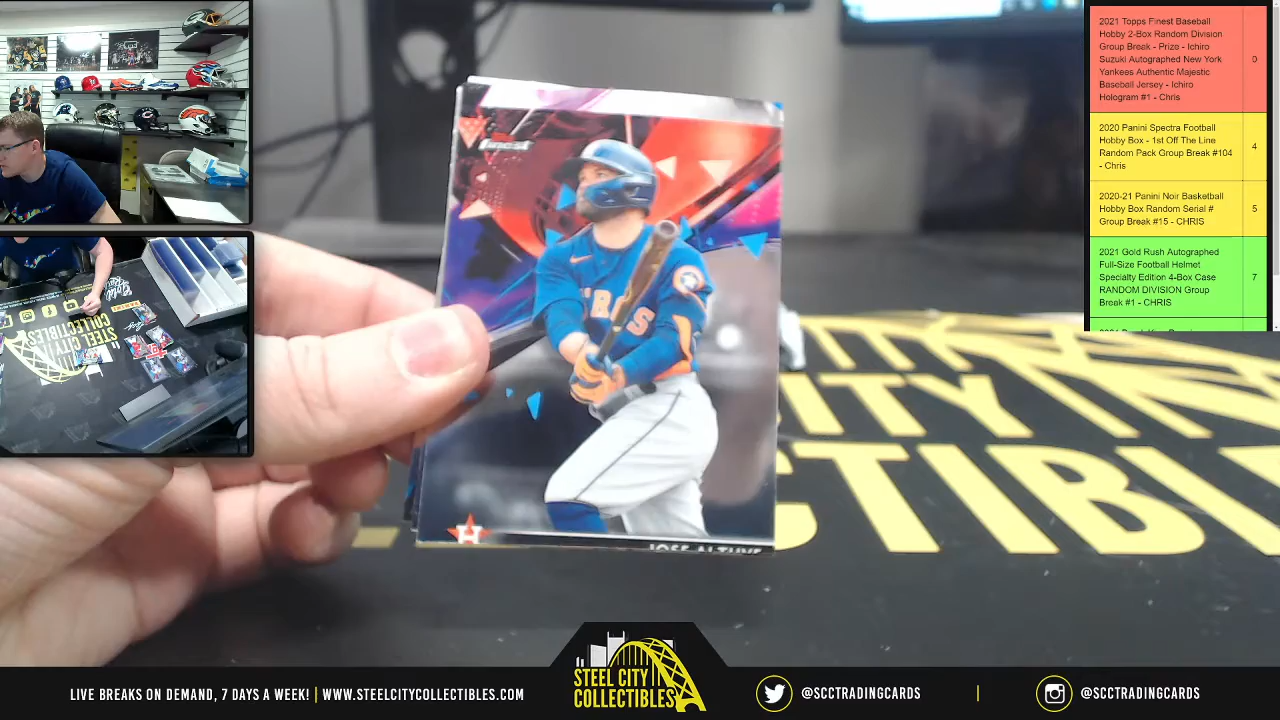 2021 Topps Finest Baseball
Hobby 2-Box Random Division
Group Break - Prize - Ichiro
Suzuki Autographed New York
Yankees Authentic Majestic
Baseball Jersey - Ichiro
Hologram #1 - Chris
0
2020 Panini Spectra Football
Hobby Box - 1st Off The Line
Random Pack Group Break #104
- Chris
4
2020-21 Panini Noir Basketball
Hobby Box Random Serial #
Group Break #15 - CHRIS
5
2021 Gold Rush Autographed
Full-Size Football Helmet
Specialty Edition 4-Box Case
RANDOM DIVISION Group
Break #1 - CHRIS
7
finest
H
JOSE ALTUVE
CITY
COLLECTIBLES
STEEL CITY
COLLECTIBLES
LIVE BREAKS ON DEMAND, 7 DAYS A WEEK! | WWW.STEELCITYCOLLECTIBLES.COM
@SCCTRADINGCARDS
@SCCTRADINGCARDS